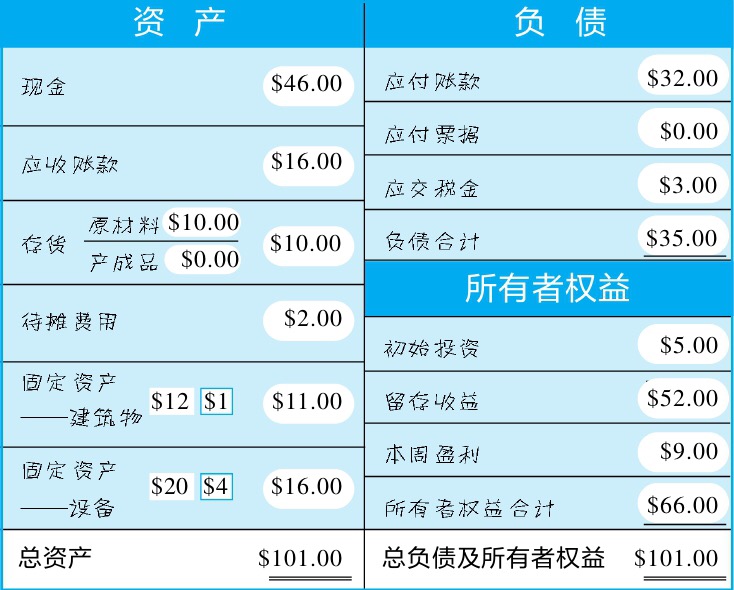 资 产
现金 $46.00
应收账款 $16.00
存货 原材料 $10.00 $10.00
产成品 $0.00
待摊费用 $2.00
固定资产
——建筑物 $12 $1 $11.00
固定资产
——设备 $20 $4 $16.00
总资产 $101.00
负 债
应付账款 $32.00
应付票据 $0.00
应交税金 $3.00
负债合计 $35.00
所有者权益
初始投资 $5.00
留存收益 $52.00
本周盈利 $9.00
所有者权益合计 $66.00
总负债及所有者权益 $101.00